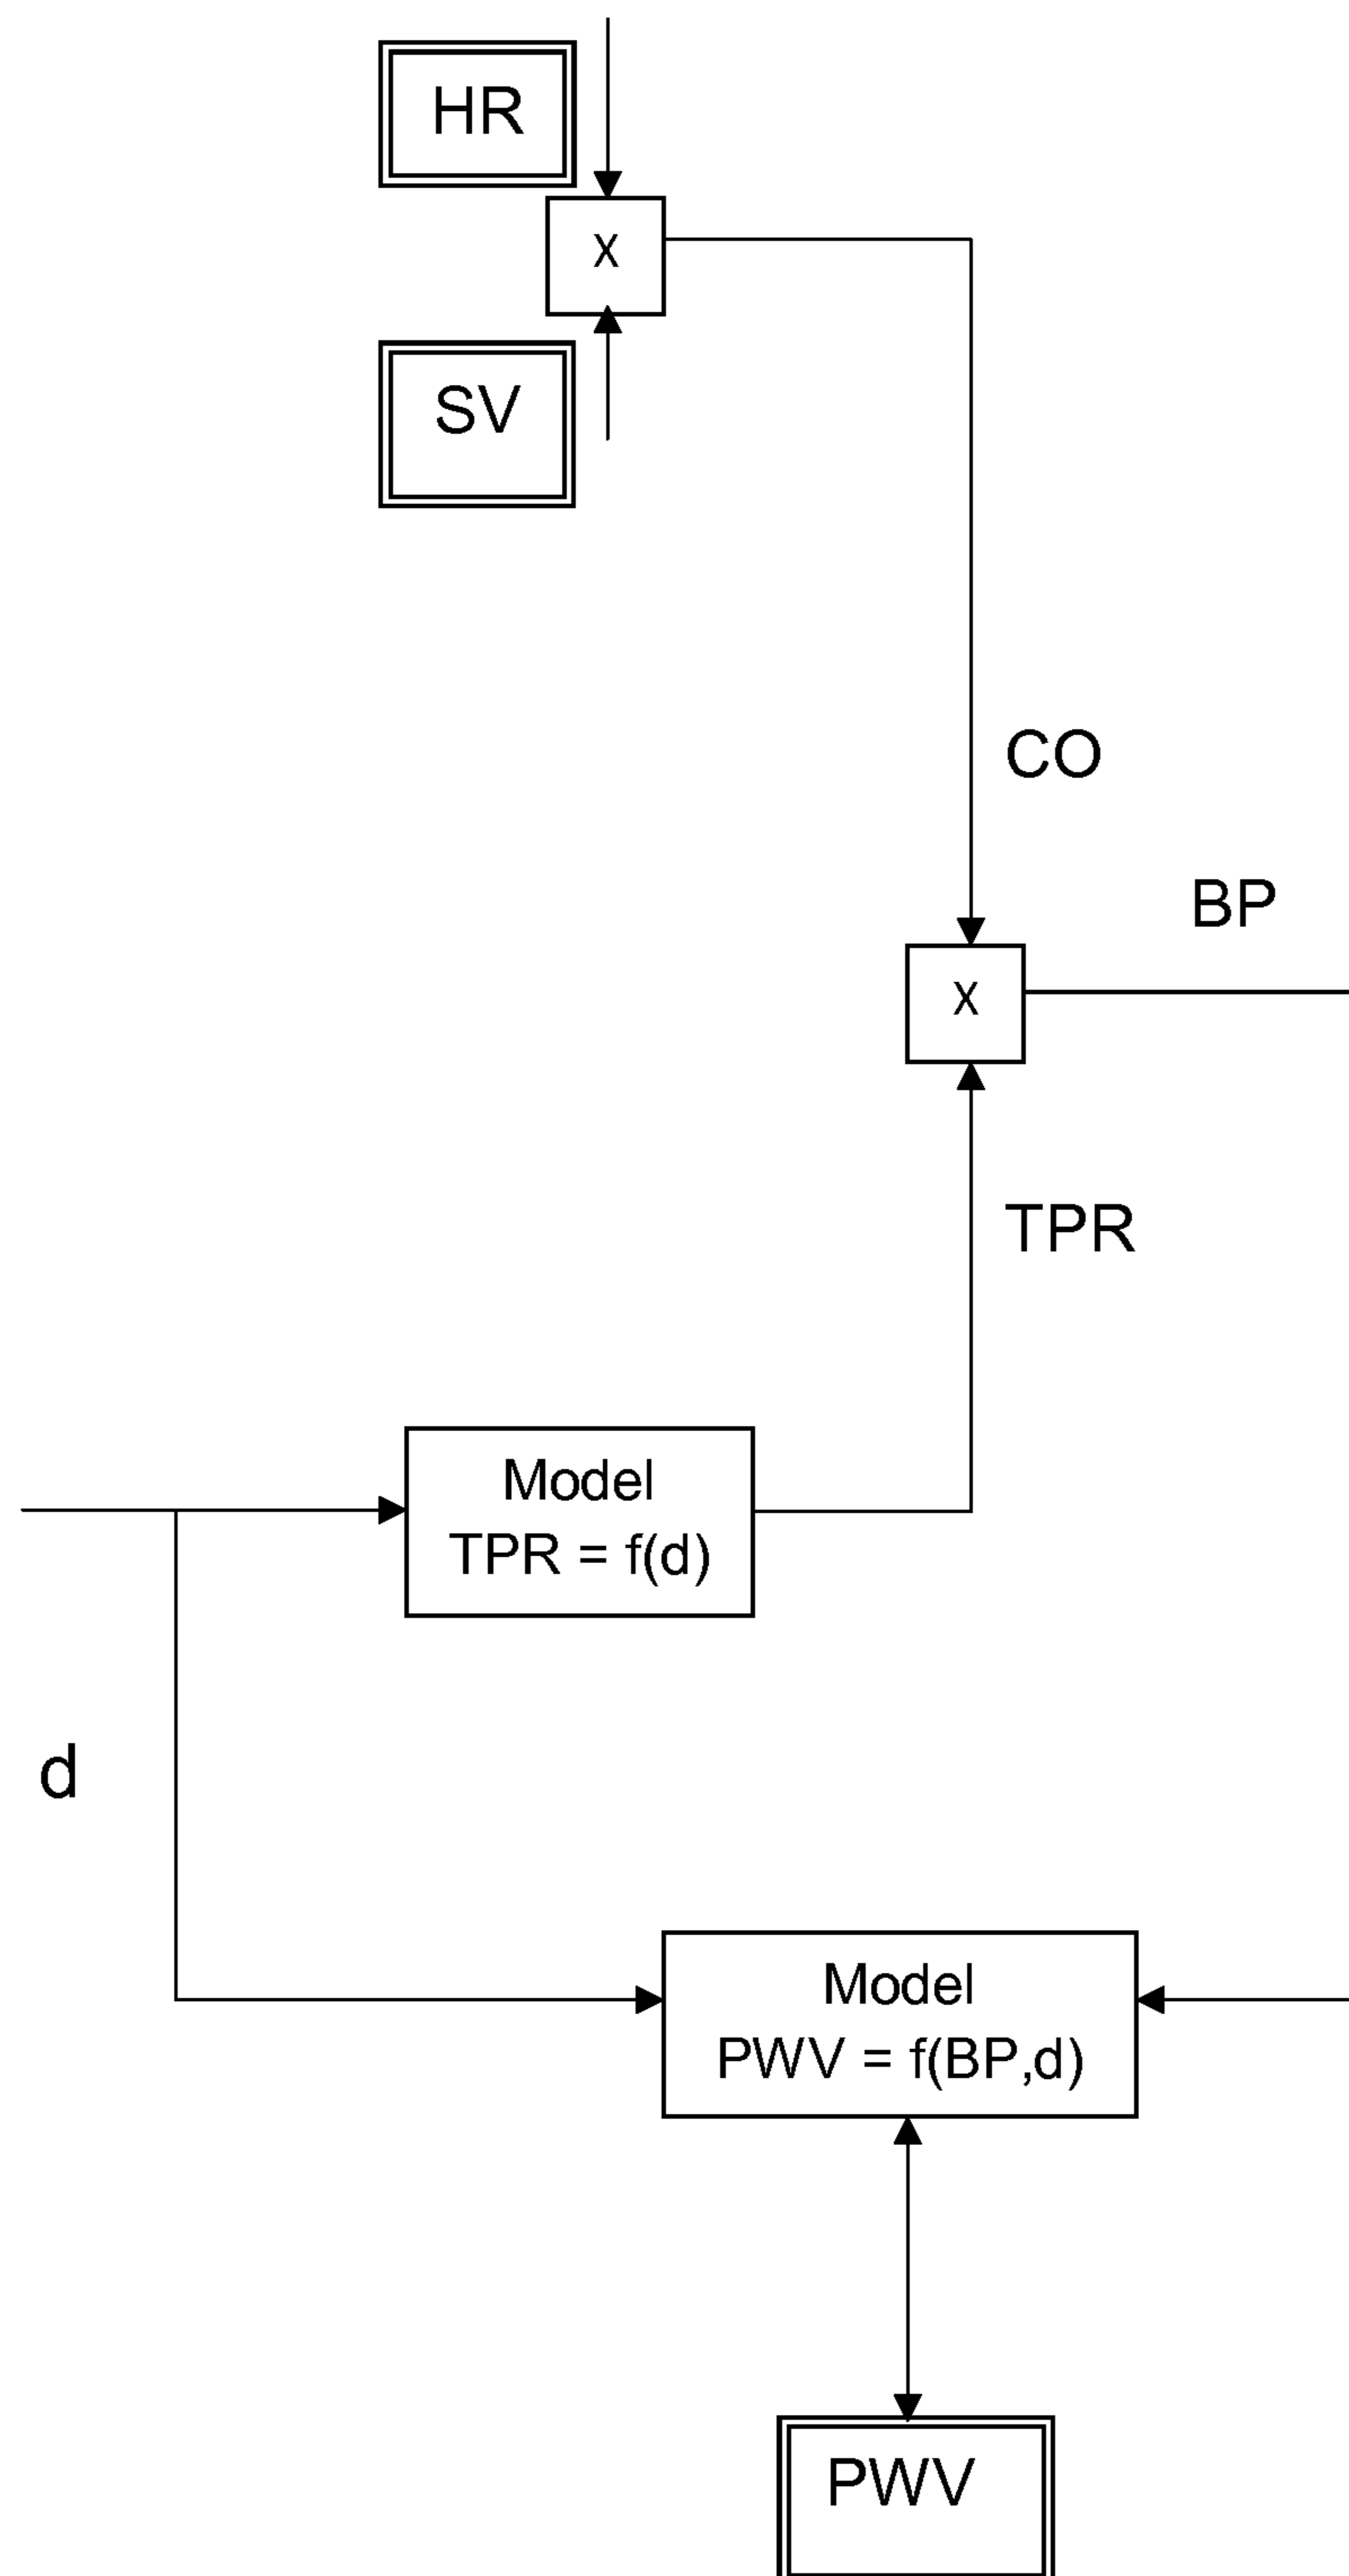 HR
x
SV
CO
BP
x
TPR
Model
TPR = f(d)
d
Model
PWV = f(BP,d)
PWV